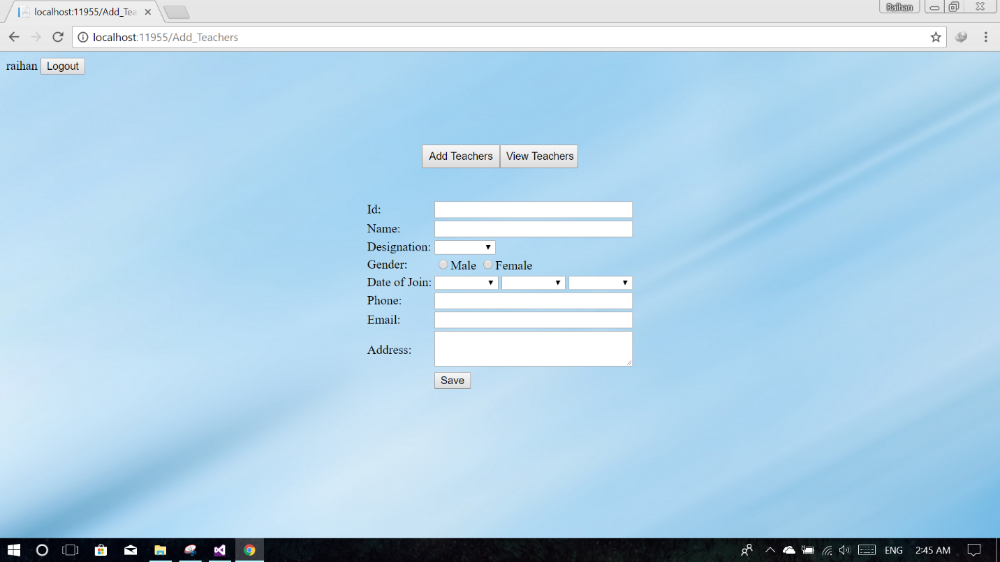 localhost:11955/Add_Tea
Raihan
localhost:11955/Add_Teachers
raihan Logout
Add Teachers View Teachers
Id:
Name:
Designation:
Gender: Male Female
Date of Join:
Phone:
Email:
Address:
Save
ENG 2:45 AM